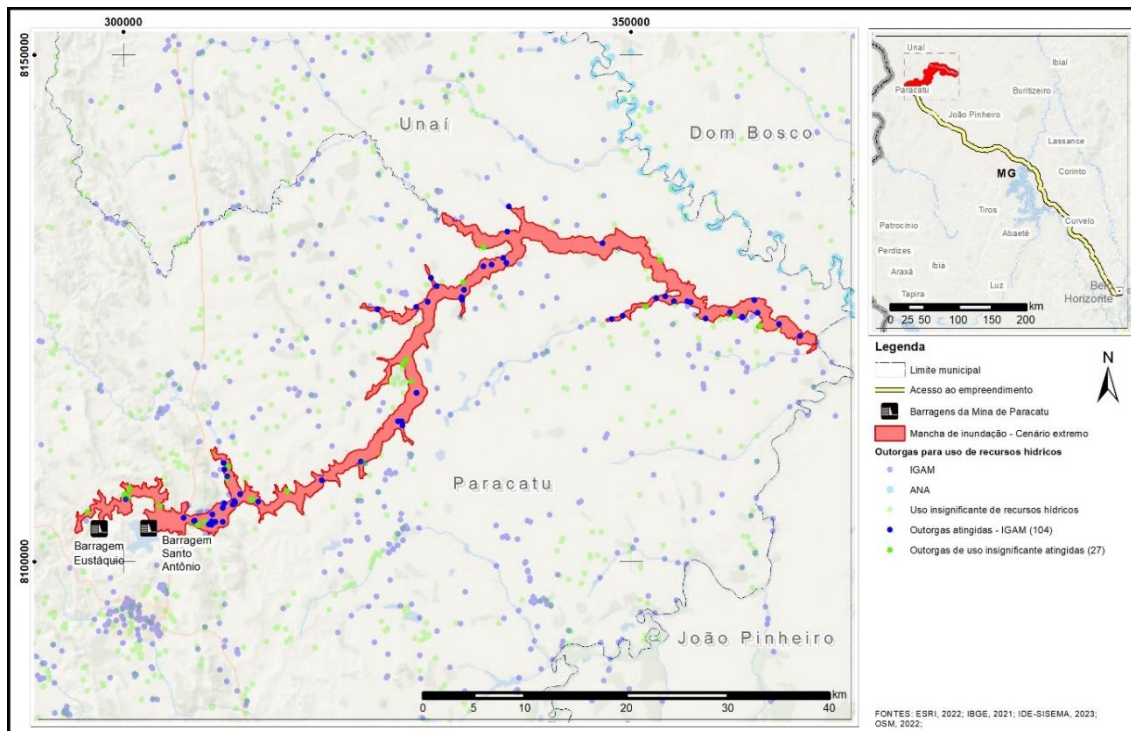 300000
350000
8150000
8100000
Unaí
Dom Bosco
Paracatu
João Pinheiro
Barragem
Eustáquio
Barragem
Santo
Antônio
km
0 5 10 20 30 40
Unaí
Paracatu
João Pinheiro
Ibiaí
Buritizeiro
Lassance
MG
Corinto
Tiros
Patrocínio
Curvelo
Abaeté
Perdizes
Ibia
Araxá
Luz
Tapira
Horizonte
km
0 25 50 100 150 200
Legenda
N
Limite municipal
Acesso ao empreendimento
Barragens da Mina de Paracatu
Mancha de inundação - Cenário extremo
Outorgas para uso de recursos hídricos
IGAM
ANA
Uso insignificante de recursos hídricos
Outorgas atingidas - IGAM (104)
Outorgas de uso insignificante atingidas (27)
FONTES: ESRI, 2022; IBGE, 2021; IDE-SISEMA, 2023;
OSM, 2022;